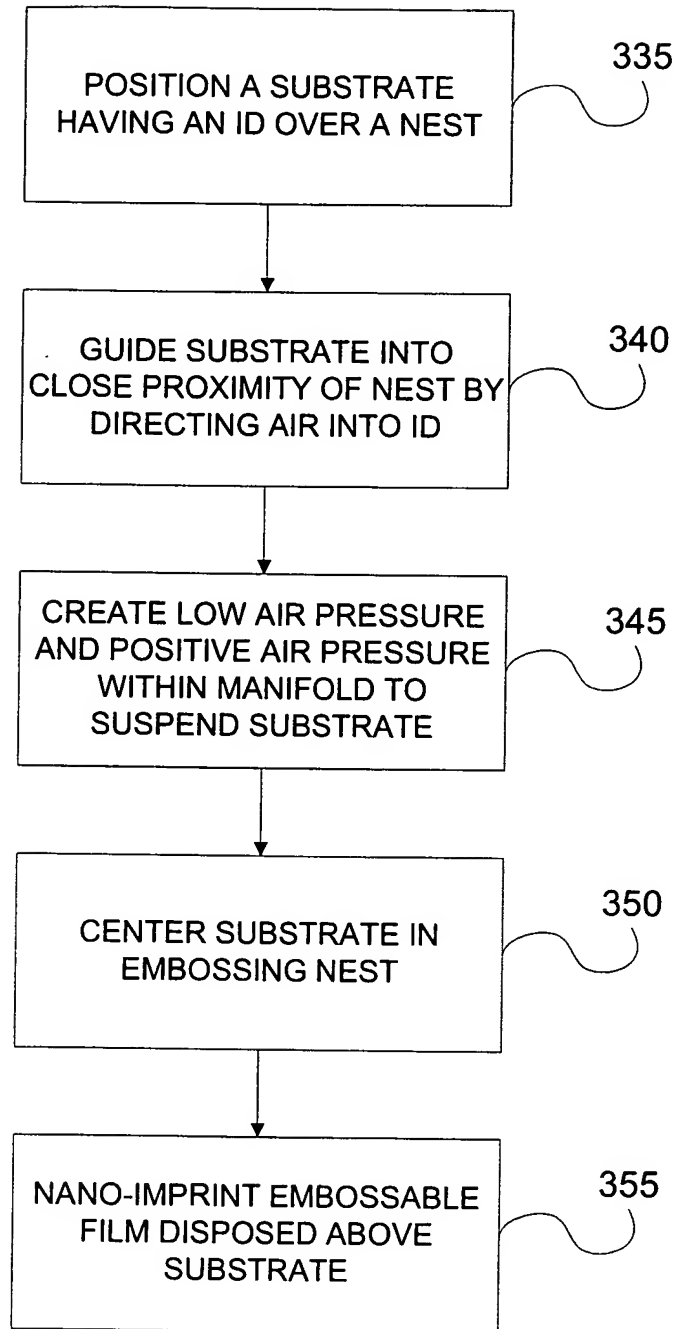 POSITION A SUBSTRATE
HAVING AN ID OVER A NEST
335
GUIDE SUBSTRATE INTO
CLOSE PROXIMITY OF NEST BY
DIRECTING AIR INTO ID
340
CREATE LOW AIR PRESSURE
AND POSITIVE AIR PRESSURE
WITHIN MANIFOLD TO
SUSPEND SUBSTRATE
345
CENTER SUBSTRATE IN
EMBOSSING NEST
350
NANO-IMPRINT EMBOSSABLE
FILM DISPOSED ABOVE
SUBSTRATE
355